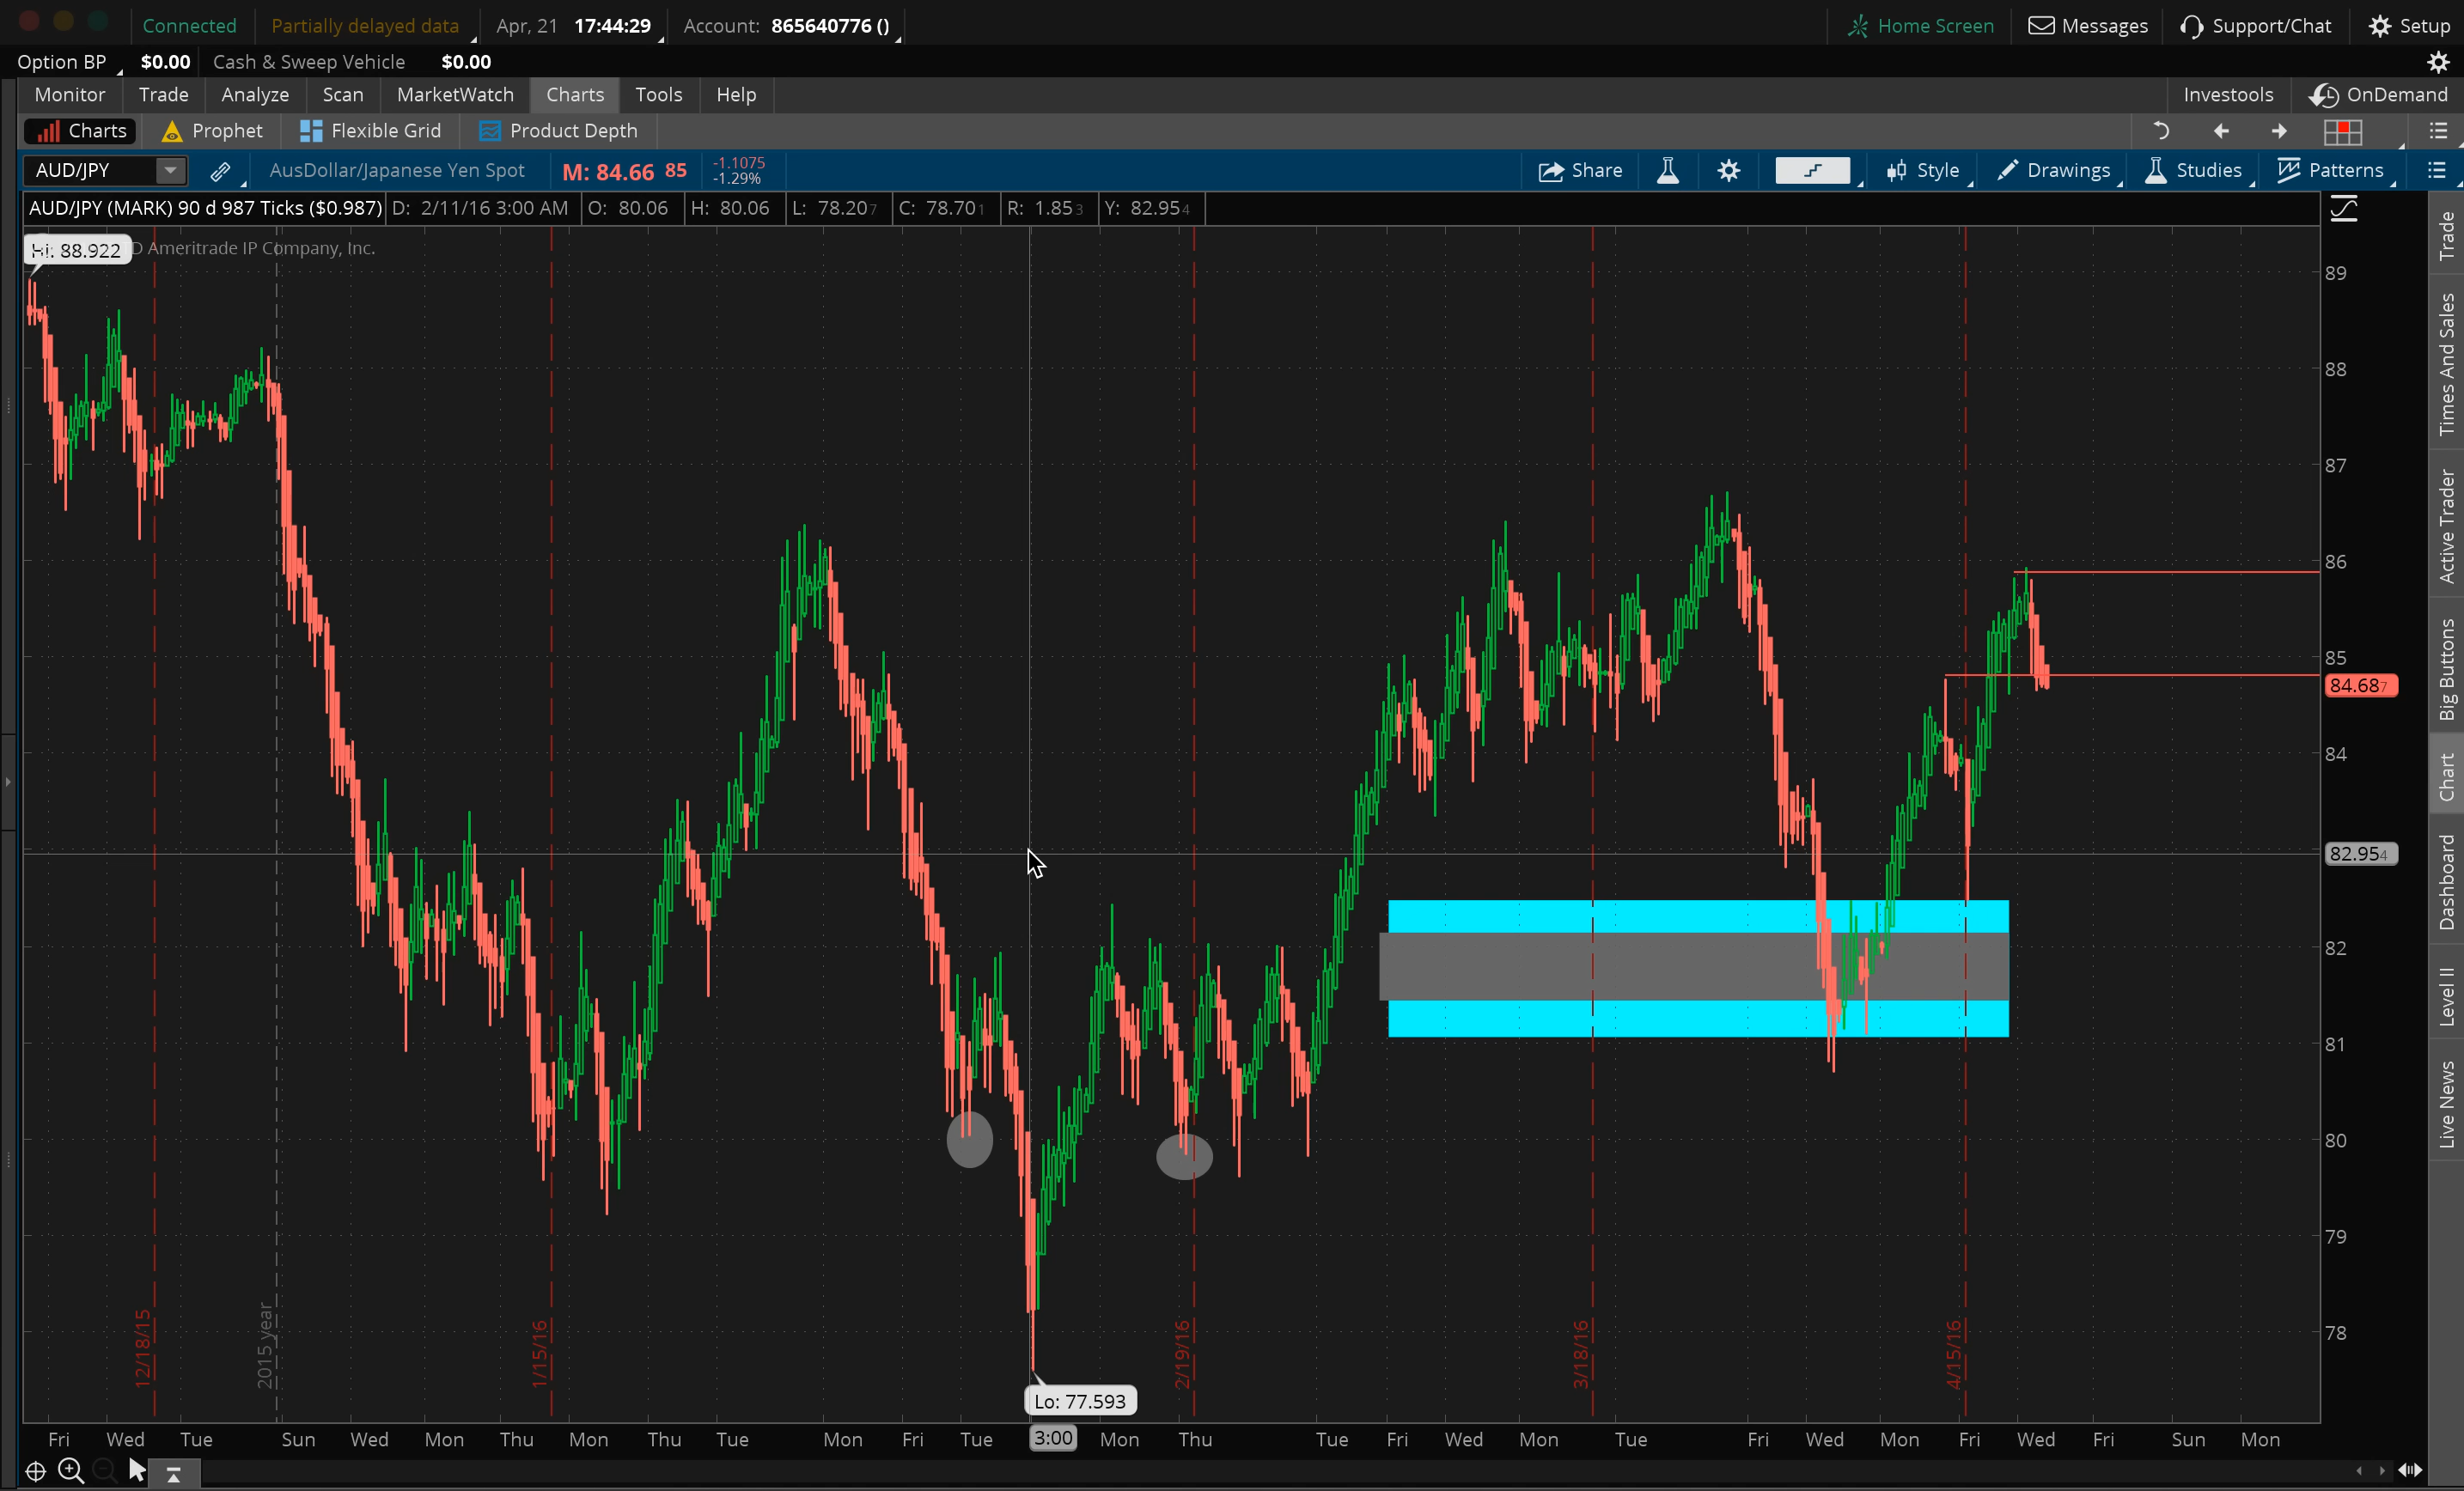 Connected Partially delayed data Apr, 21 17:44:29 Account: 865640776 () Home Screen Messages Support/Chat Setup
Option BP $0.00 Cash & Sweep Vehicle $0.00
Monitor Trade Analyze Scan MarketWatch Charts Tools Help Investools OnDemand
Charts Prophet Flexible Grid Product Depth
AUD/JPY AusDollar/Japanese Yen Spot M: 84.66 85 -1.1075 Share Style Drawings Studies Patterns
-1.29%
AUD/JPY (MARK) 90 d 987 Ticks ($0.987) D: 2/11/16 3:00 AM O: 80.06 H: 80.06 L: 78.207 C: 78.701 R: 1.853 Y: 82.954
Hi: 88.922 D Ameritrade IP Company, Inc.
89
88
87
86
85
84.687
84
82.954
82
81
80
79
78
12/18/15
2015 year
1/15/16
2/19/16
3/18/16
4/15/16
Lo: 77.593
Fri Wed Tue Sun Wed Mon Thu Mon Thu Tue Mon Fri Tue 3:00 Mon Thu Tue Fri Wed Mon Tue Fri Wed Mon Fri Wed Fri Sun Mon
Trade
Times And Sales
Active Trader
Big Buttons
Chart
Dashboard
Level II
Live News